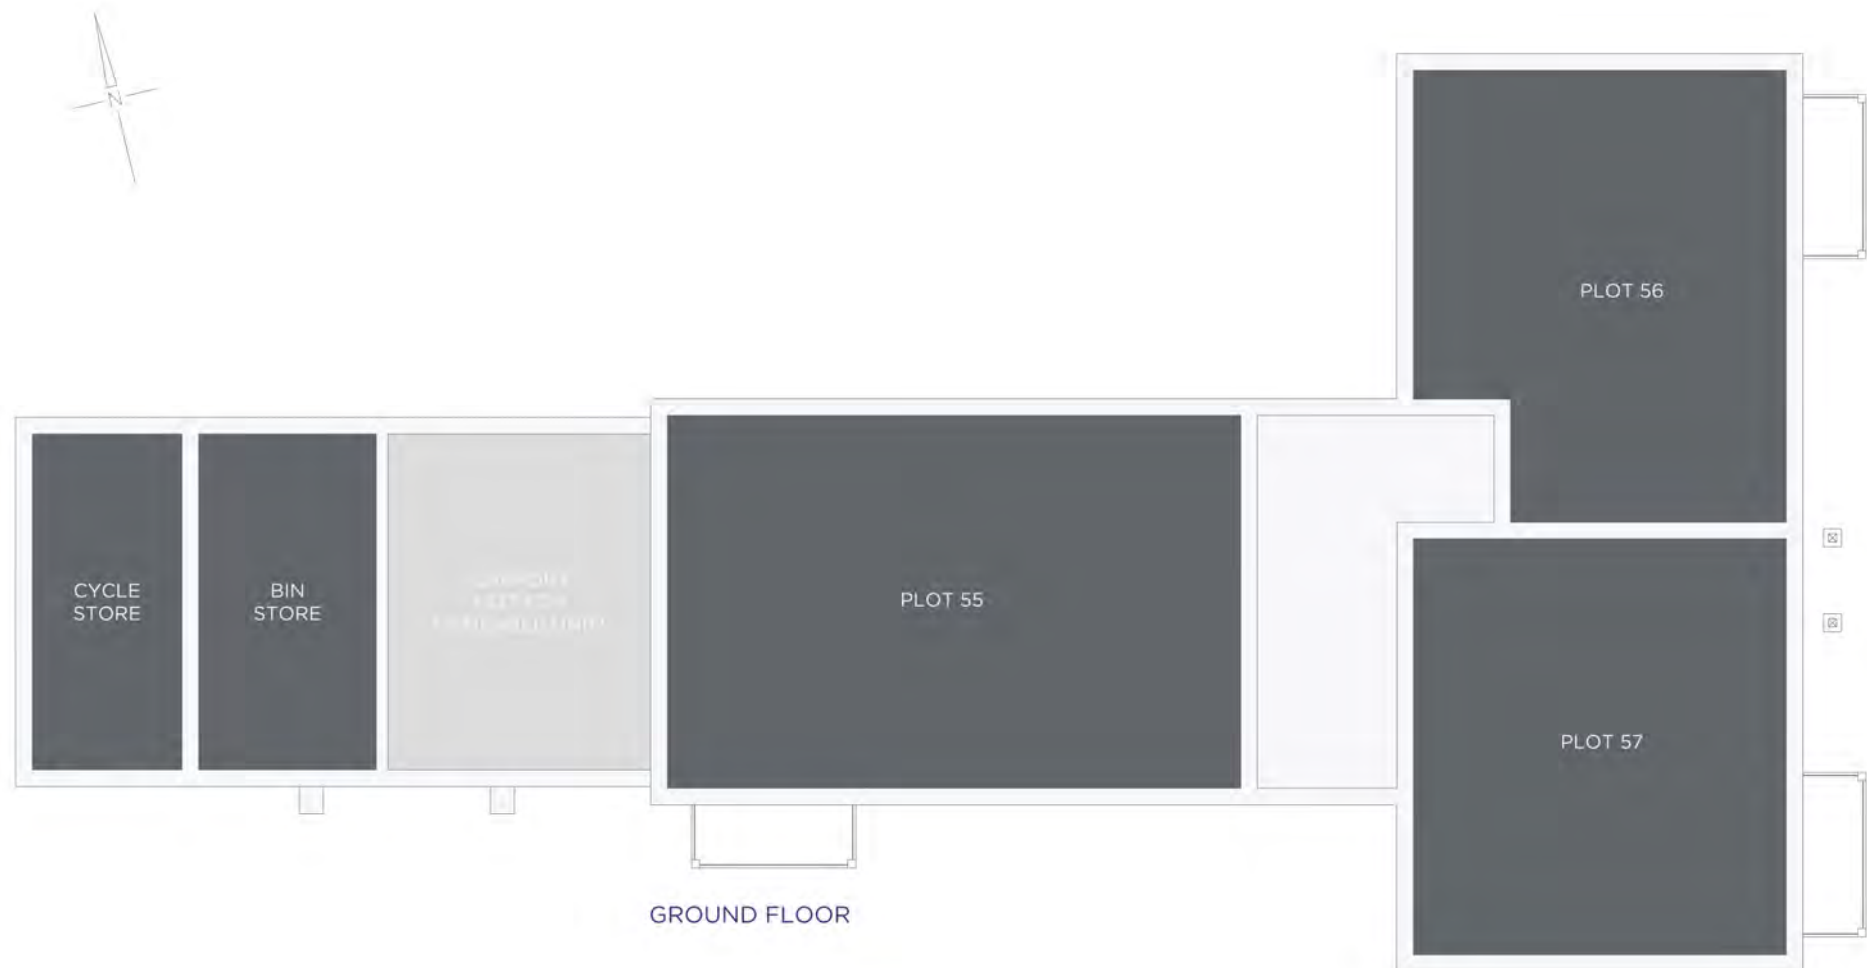 N
PLOT 56
CYCLE
STORE
BIN
STORE
PLOT 55
PLOT 57
GROUND FLOOR